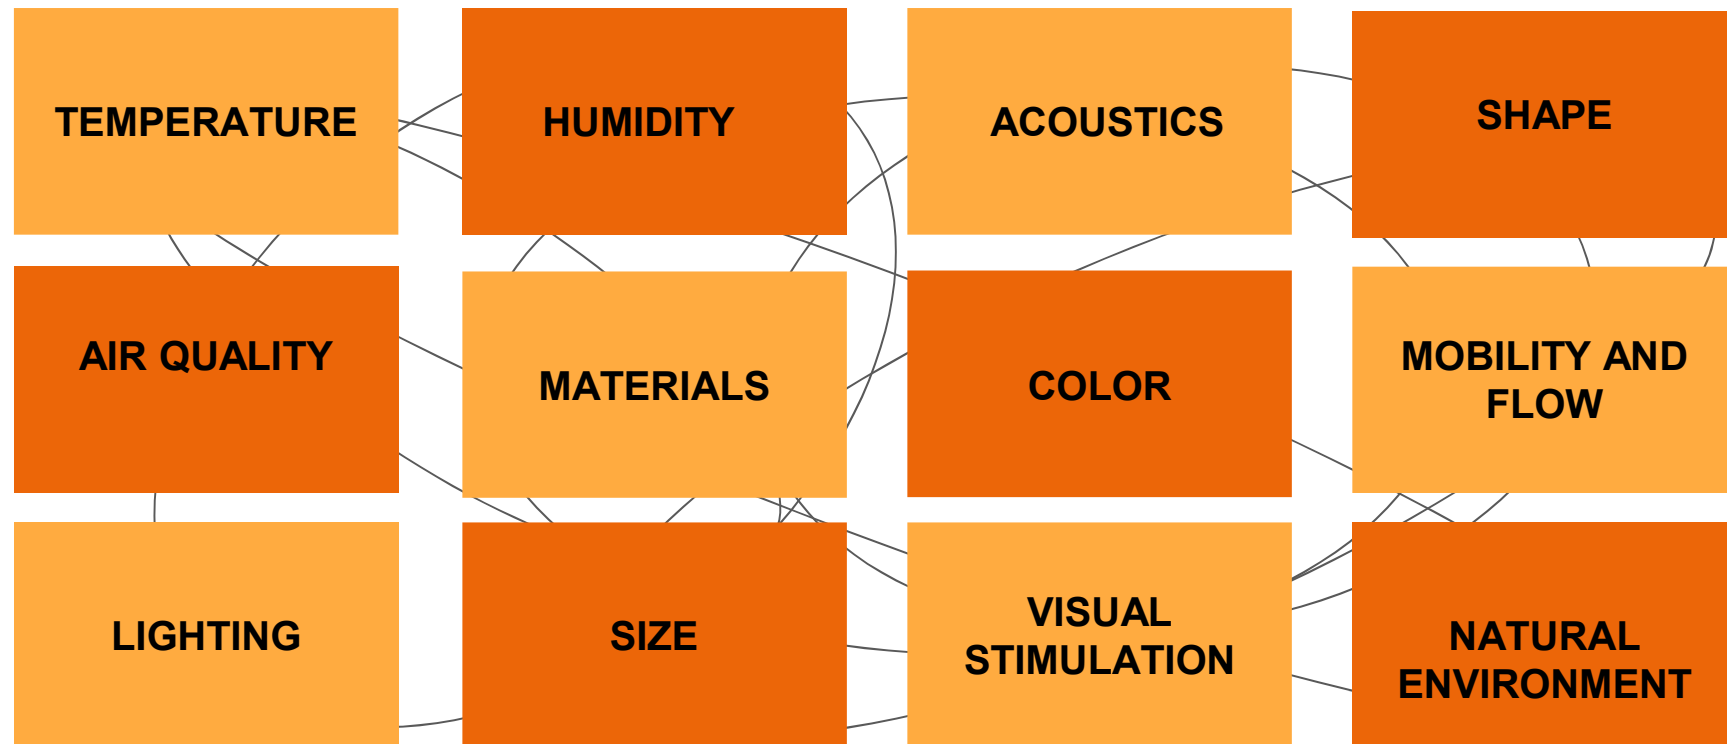 TEMPERATURE
HUMIDITY
ACOUSTICS
SHAPE
AIR QUALITY
MATERIALS
COLOR
MOBILITY AND
FLOW
LIGHTING
SIZE
VISUAL
STIMULATION
NATURAL
ENVIRONMENT